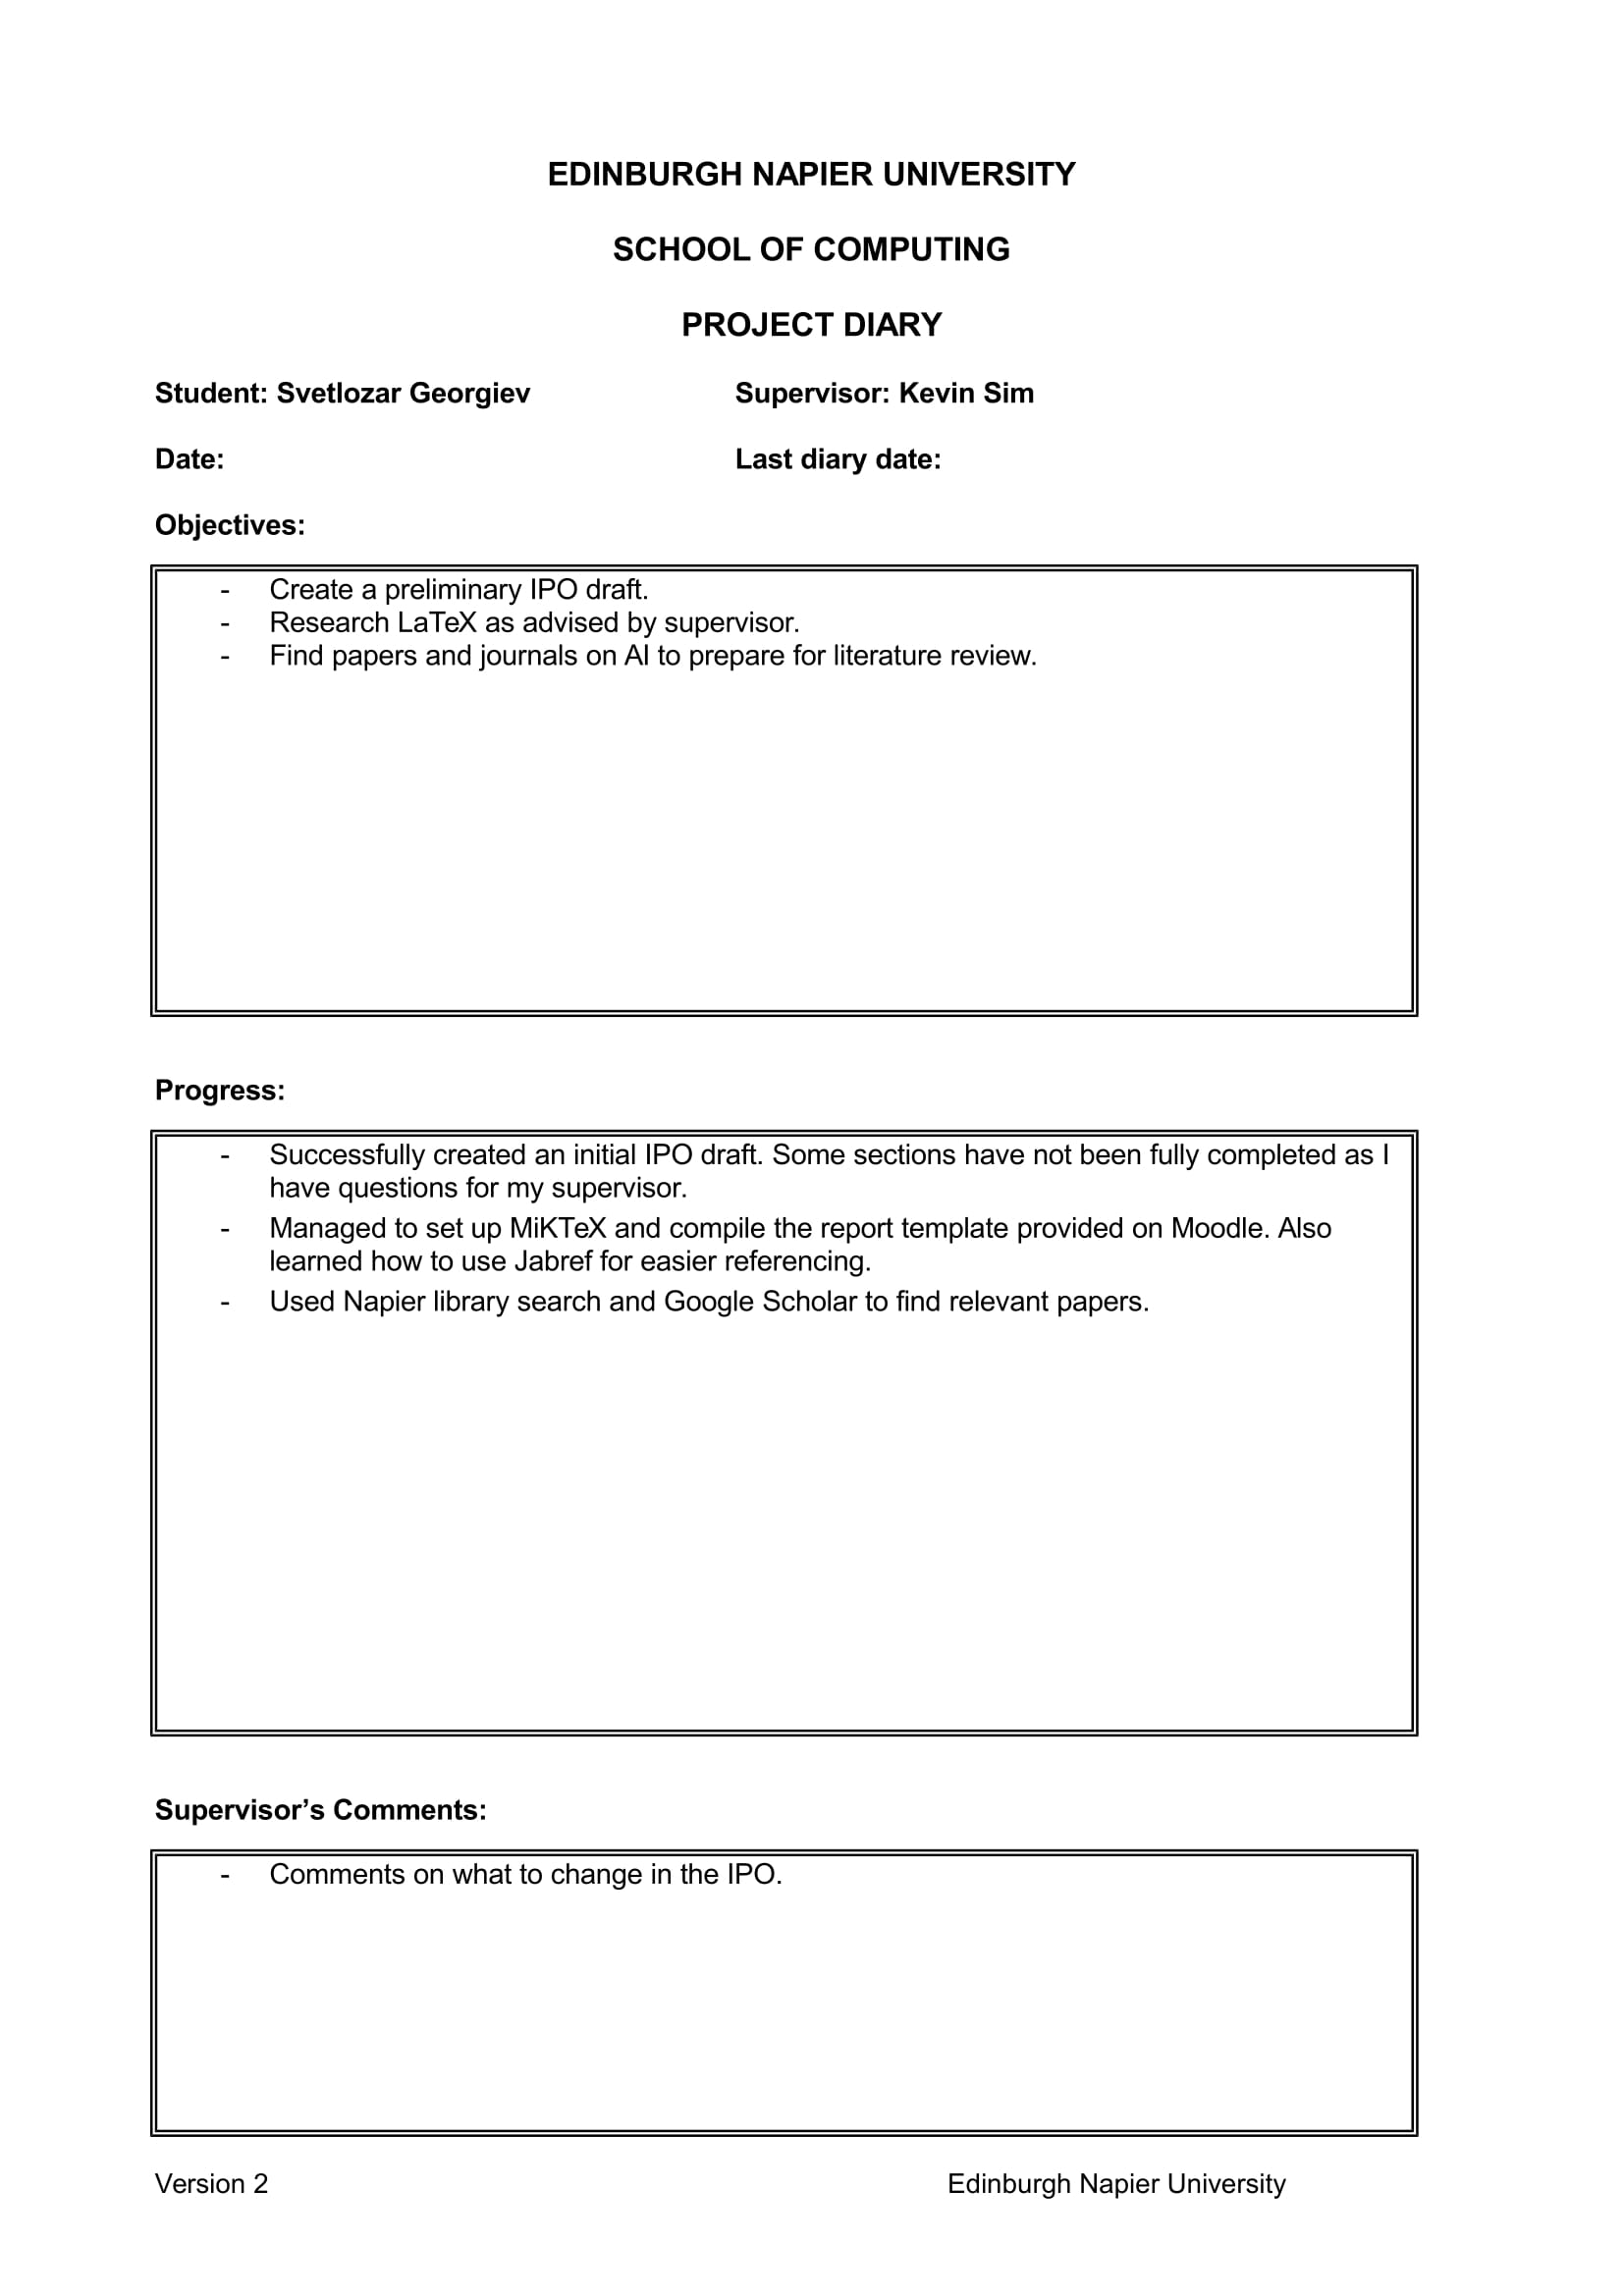 EDINBURGH NAPIER UNIVERSITY
SCHOOL OF COMPUTING
PROJECT DIARY
Student: Svetlozar Georgiev Supervisor: Kevin Sim
Date: Last diary date:
Objectives:
- Create a preliminary IPO draft.
- Research LaTeX as advised by supervisor.
- Find papers and journals on AI to prepare for literature review.
Progress:
- Successfully created an initial IPO draft. Some sections have not been fully completed as I
have questions for my supervisor.
- Managed to set up MiKTeX and compile the report template provided on Moodle. Also
learned how to use Jabref for easier referencing.
- Used Napier library search and Google Scholar to find relevant papers.
Supervisor’s Comments:
- Comments on what to change in the IPO.
Version 2 Edinburgh Napier University